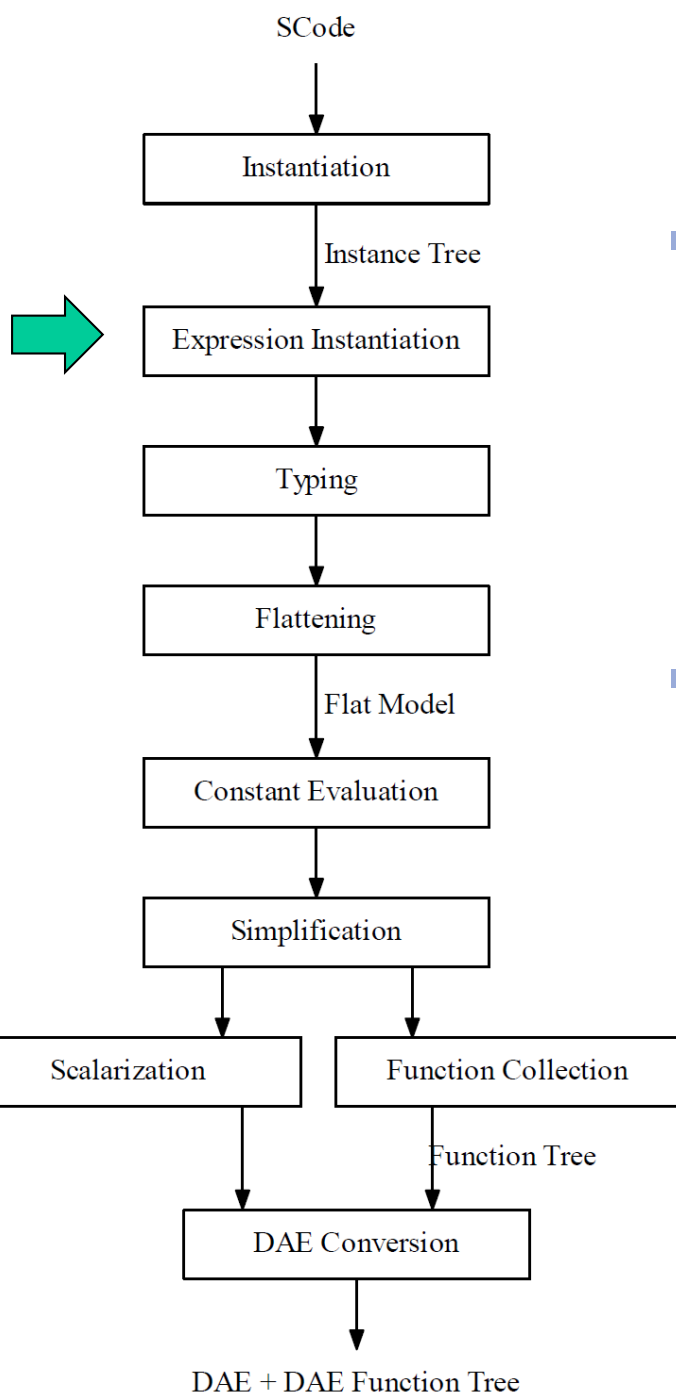 SCode
Instantiation
Instance Tree
Expression Instantiation
Typing
Flattening
Flat Model
Constant Evaluation
Simplification
Scalarization
Function Collection
Function Tree
DAE Conversion
DAE + DAE Function Tree